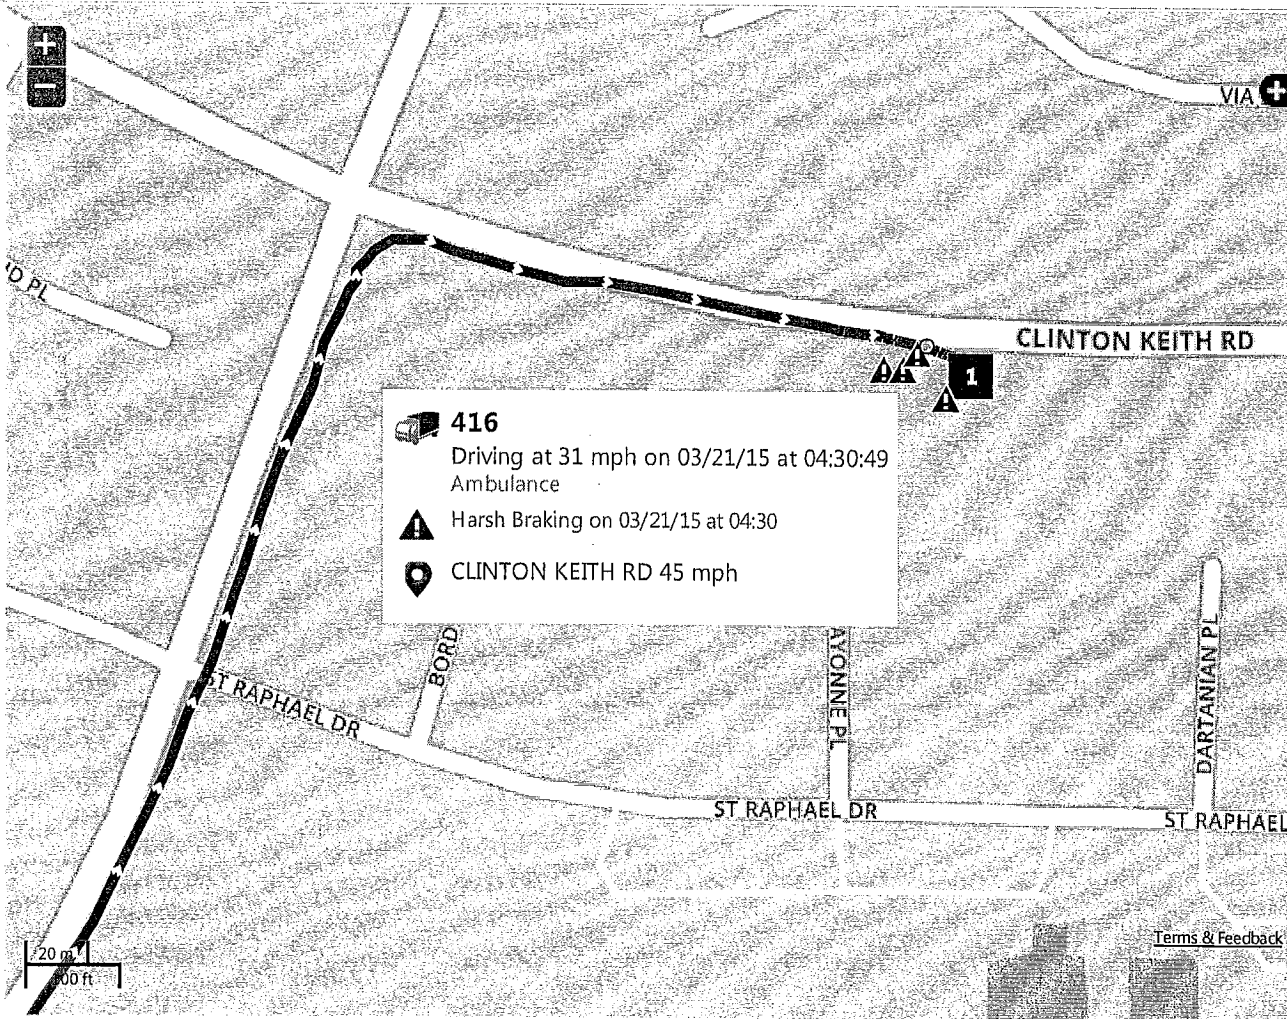 +
−
VIA
CLINTON KEITH RD
1
416
Driving at 31 mph on 03/21/15 at 04:30:49
Ambulance
Harsh Braking on 03/21/15 at 04:30
CLINTON KEITH RD 45 mph
PL
BORD
AYONNE PL
DARTANIAN PL
ST RAPHAEL DR
ST RAPHAEL DR
ST RAPHAEL
20 m
ft
Terms & Feedback